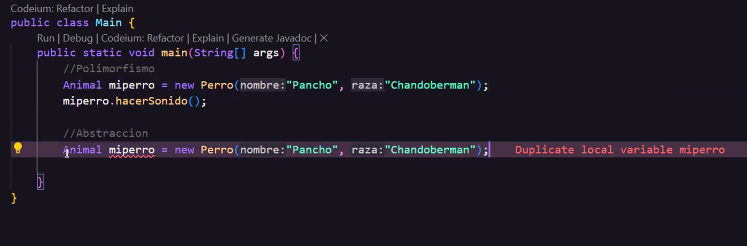 Codeium: Refactor | Explain
public class Main {
Run | Debug | Codeium: Refactor | Explain | Generate Javadoc | ×
public static void main(String[] args) {
//Polimorfismo
Animal miperro = new Perro(nombre:"Pancho", raza:"Chandoberman");
miperro.hacerSonido();
//Abstraccion
Animal miperro = new Perro(nombre:"Pancho", raza:"Chandoberman"); Duplicate local variable miperro
}
}